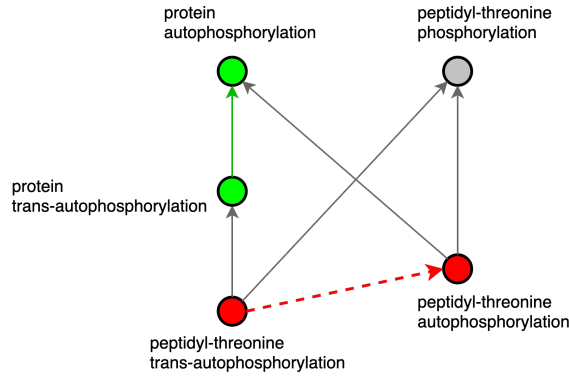 protein
autophosphorylation
peptidyl-threonine
phosphorylation
protein
trans-autophosphorylation
peptidyl-threonine
autophosphorylation
peptidyl-threonine
trans-autophosphorylation